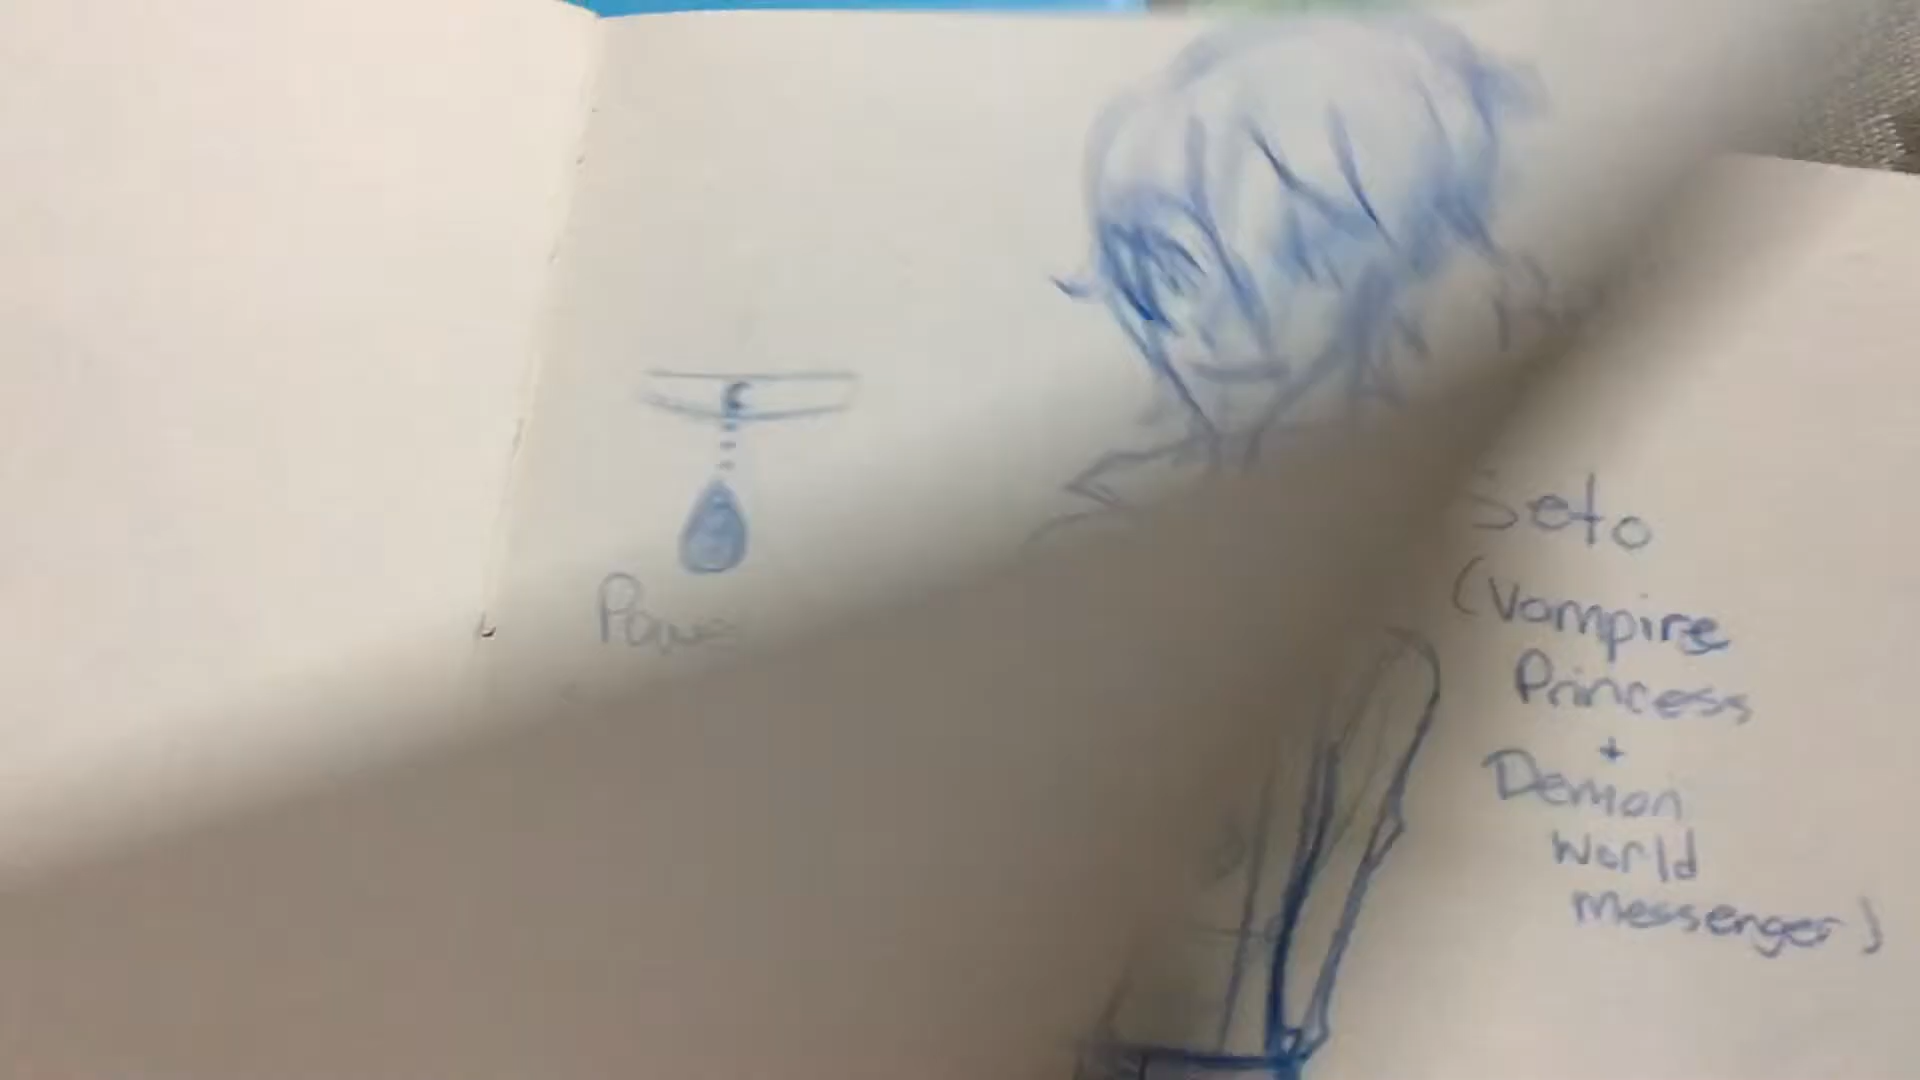 Seto
(Vampire
Princess
+
Demon
World
Messenger)